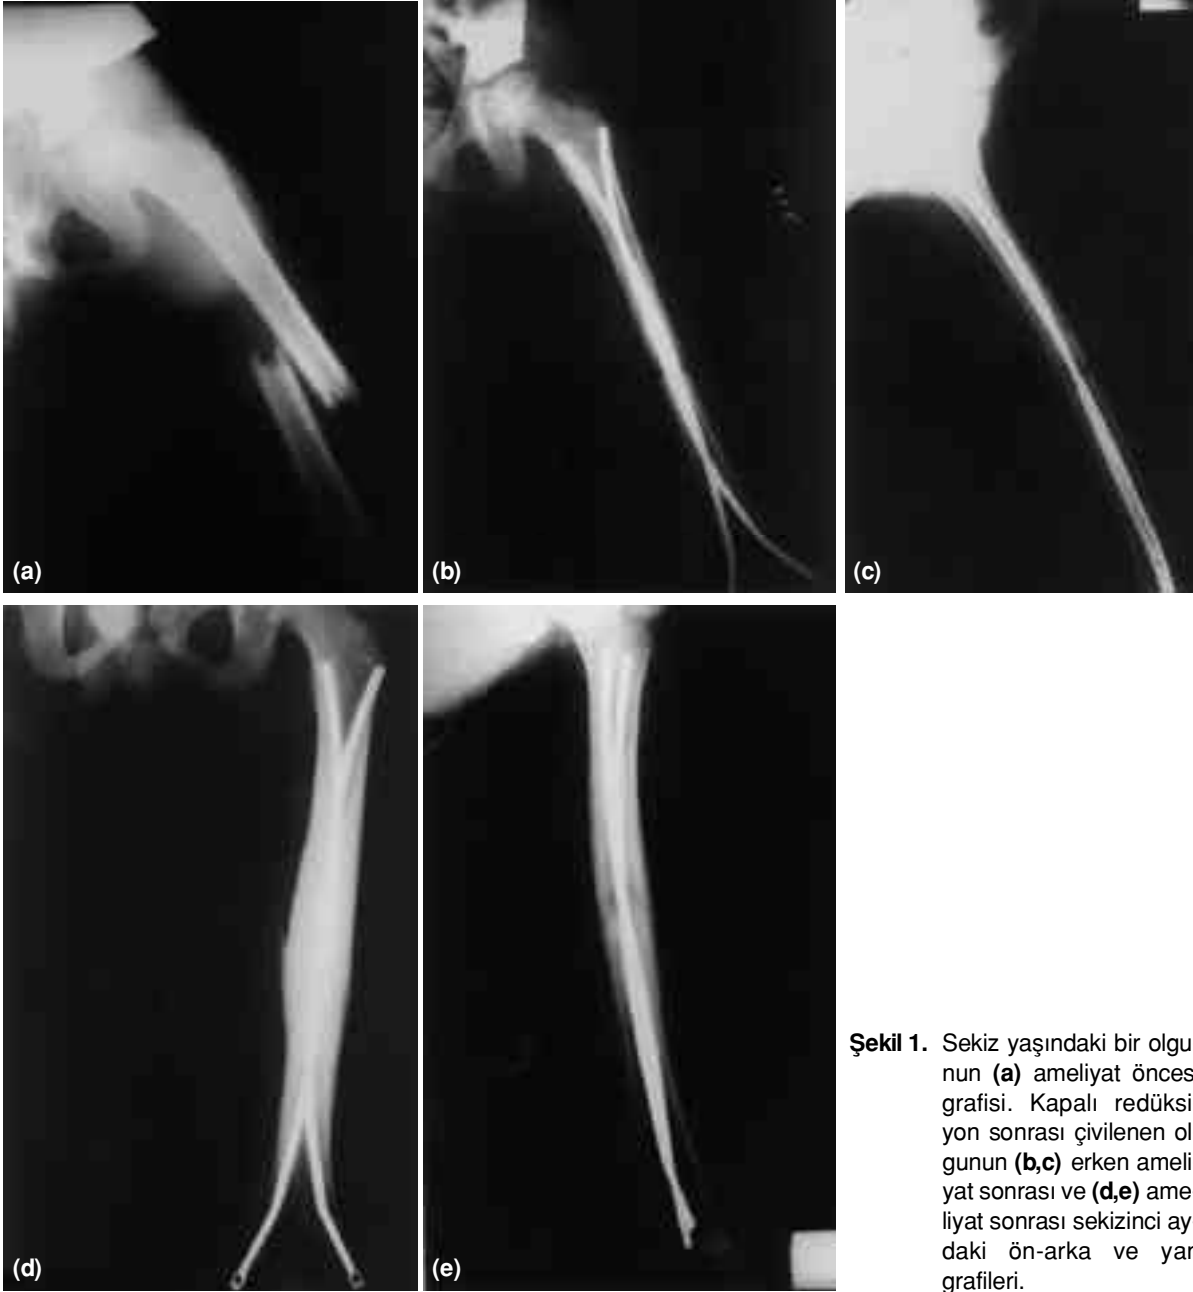 (a)
(b)
(c)
(d)
(e)
Şekil 1. Sekiz yaşındaki bir olgu
nun (a) ameliyat önces
grafisi. Kapalı redüksi
yon sonrası çivilenen ol
gunun (b,c) erken ameli
yat sonrası ve (d,e) ame
liyat sonrası sekizinci ay
daki ön-arka ve yan
grafileri.